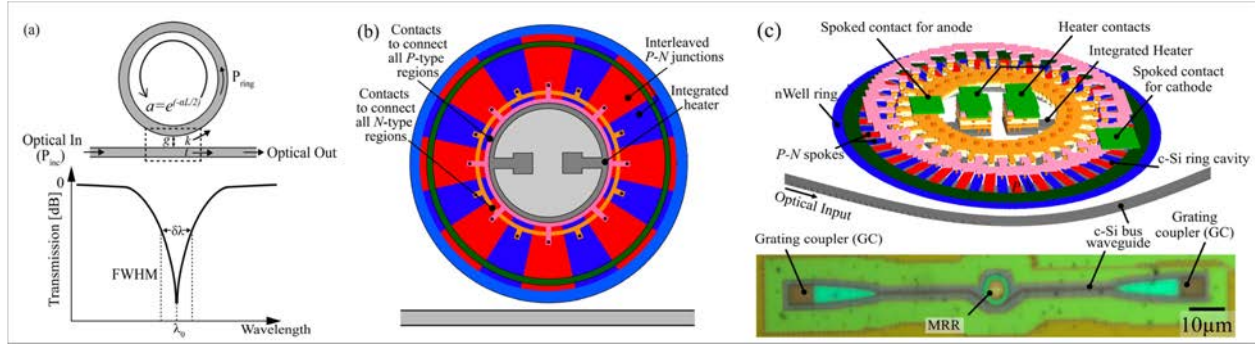 (a)
P_ring
a=e^(-αL/2)
g
k
t
Optical In
(P_inc)
Optical Out
0
Transmission [dB]
δλ
FWHM
λ_0
Wavelength
(b)
Contacts
to connect
all P-type
regions
Contacts
to connect
all N-type
regions
Interleaved
P-N junctions
Integrated
heater
(c)
Spoked contact for anode
Heater contacts
Integrated Heater
Spoked contact
for cathode
nWell ring
P-N spokes
c-Si ring cavity
Optical Input
Grating coupler (GC)
c-Si bus
waveguide
Grating
coupler (GC)
MRR
10μm